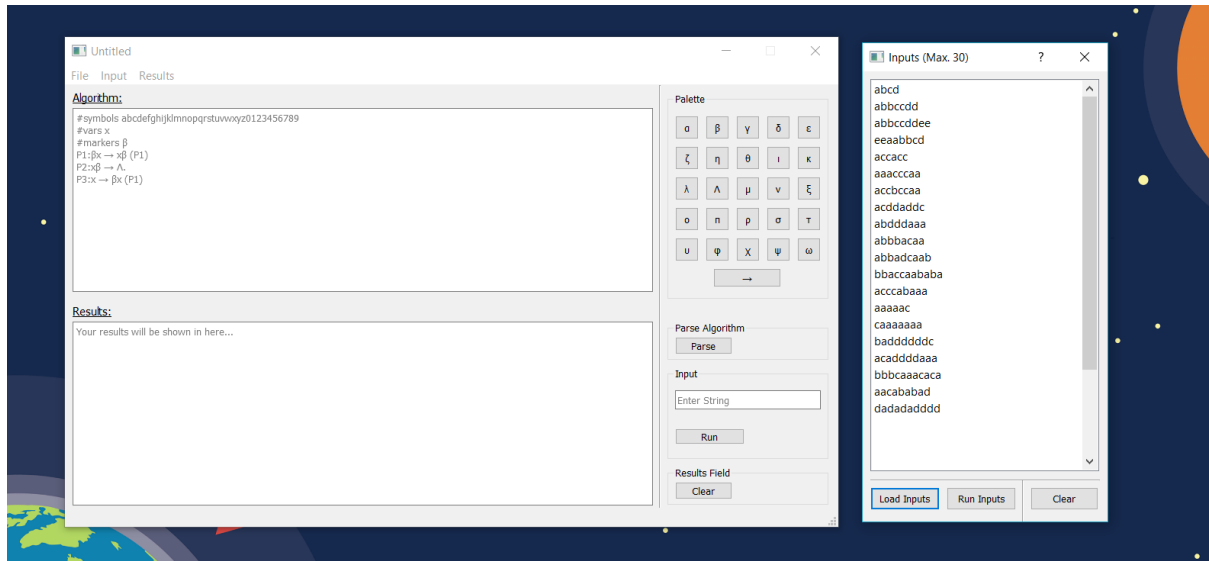 Untitled
File Input Results
Algorithm:
#symbols abcdefghijklmnopqrstuvwxyz0123456789
#vars x
#markers β
P1:βx → xβ (P1)
P2:xβ → Λ.
P3:x → βx (P1)
Results:
Your results will be shown in here...
Palette
α β γ δ ε
ζ η θ ι κ
λ Λ μ ν ξ
ο π ρ σ τ
υ φ χ ψ ω
→
Parse Algorithm
Parse
Input
Enter String
Run
Results Field
Clear
Inputs (Max. 30) ?
abcd
abbccdd
abbccddee
eeaabbcd
accacc
aaacccaa
accbccaa
acddaddc
abdddaaa
abbbacaa
abbadcaab
bbaccaababa
acccabaaa
aaaaac
caaaaaaa
badddddddc
acaddddaaa
bbbcaaacaca
aacababad
dadadadddd
Load Inputs Run Inputs Clear